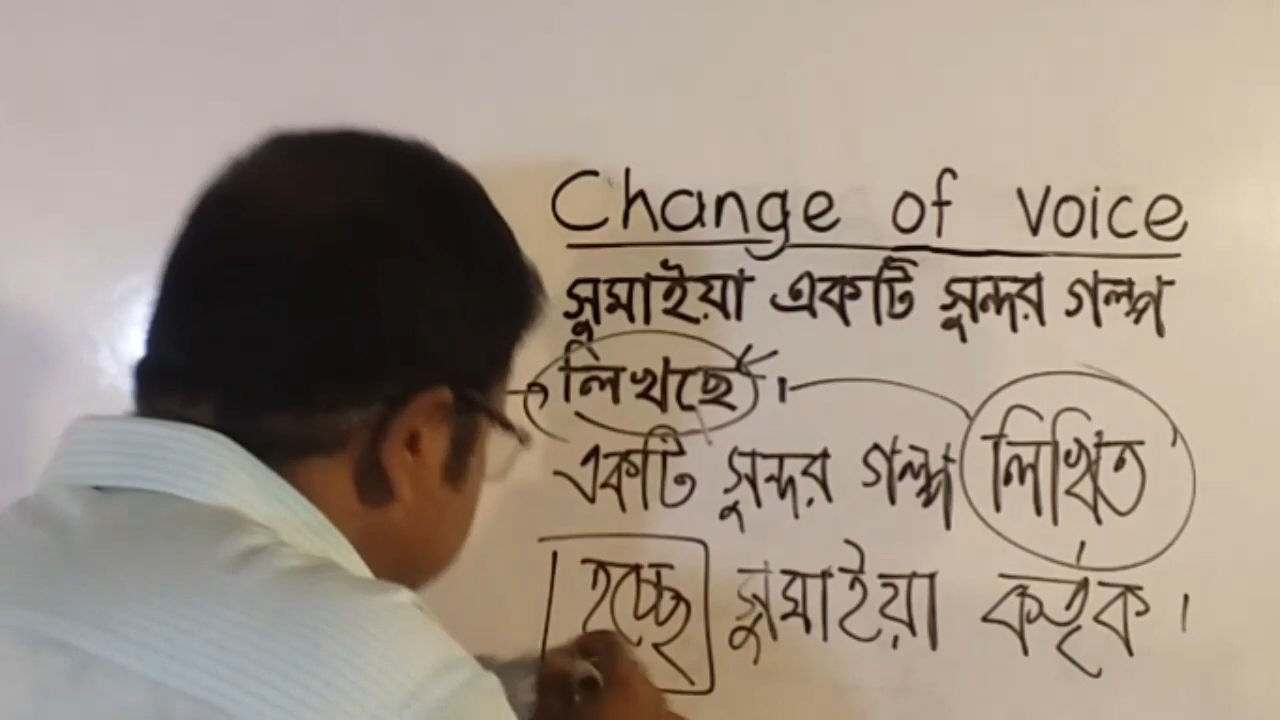 Change of voice
সুমাইয়া একটি সুন্দর গল্প
লিখছে ।
একটি সুন্দর গল্প লিখিত
হচ্ছে সুমাইয়া কর্তৃক ।